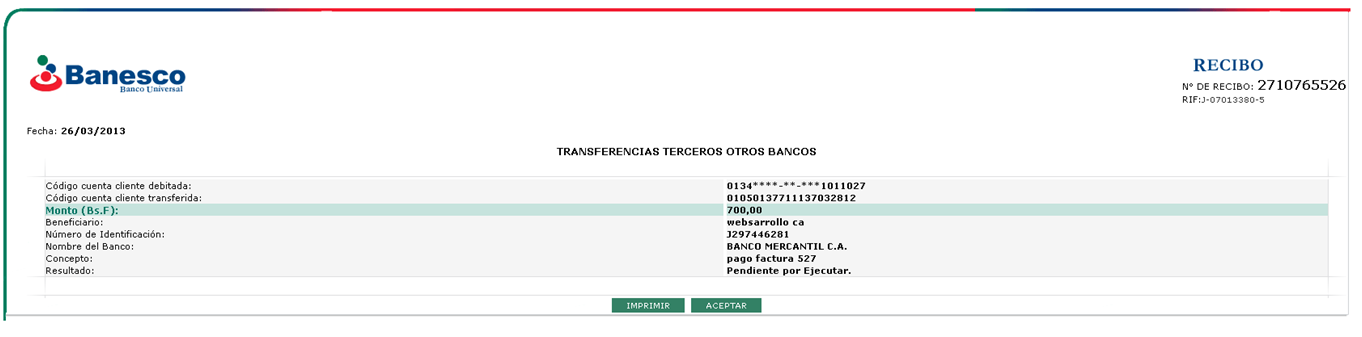 Banesco
Banco Universal
RECIBO
N° DE RECIBO: 2710765526
RIF:J-07013380-5
Fecha: 26/03/2013
TRANSFERENCIAS TERCEROS OTROS BANCOS
Código cuenta cliente debitada: 0134****-**-***1011027
Código cuenta cliente transferida: 01050137711137032812
Monto (Bs.F): 700,00
Beneficiario: websarrollo ca
Número de Identificación: J297446281
Nombre del Banco: BANCO MERCANTIL C.A.
Concepto: pago factura 527
Resultado: Pendiente por Ejecutar.
IMPRIMIR ACEPTAR